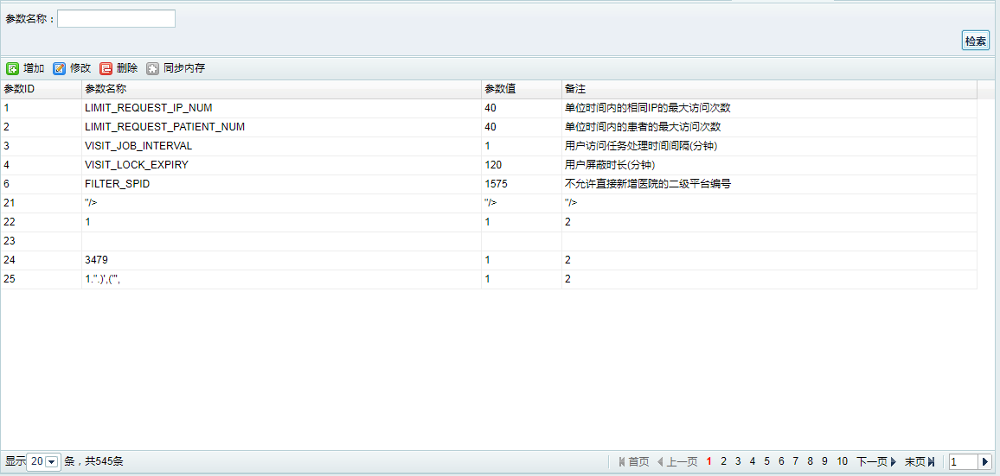 参数名称：
检索
增加 修改 删除 同步内存
参数ID 参数名称 参数值 备注
1 LIMIT_REQUEST_IP_NUM 40 单位时间内的相同IP的最大访问次数
2 LIMIT_REQUEST_PATIENT_NUM 40 单位时间内的患者的最大访问次数
3 VISIT_JOB_INTERVAL 1 用户访问任务处理时间间隔(分钟)
4 VISIT_LOCK_EXPIRY 120 用户屏蔽时长(分钟)
6 FILTER_SPID 1575 不允许直接新增医院的二级平台编号
21 "/> "/> "/>
22 1 1 2
23
24 3479 1 2
25 1.".)',('", 1 2
显示 20 条，共545条 首页 上一页 1 2 3 4 5 6 7 8 9 10 下一页 末页 1